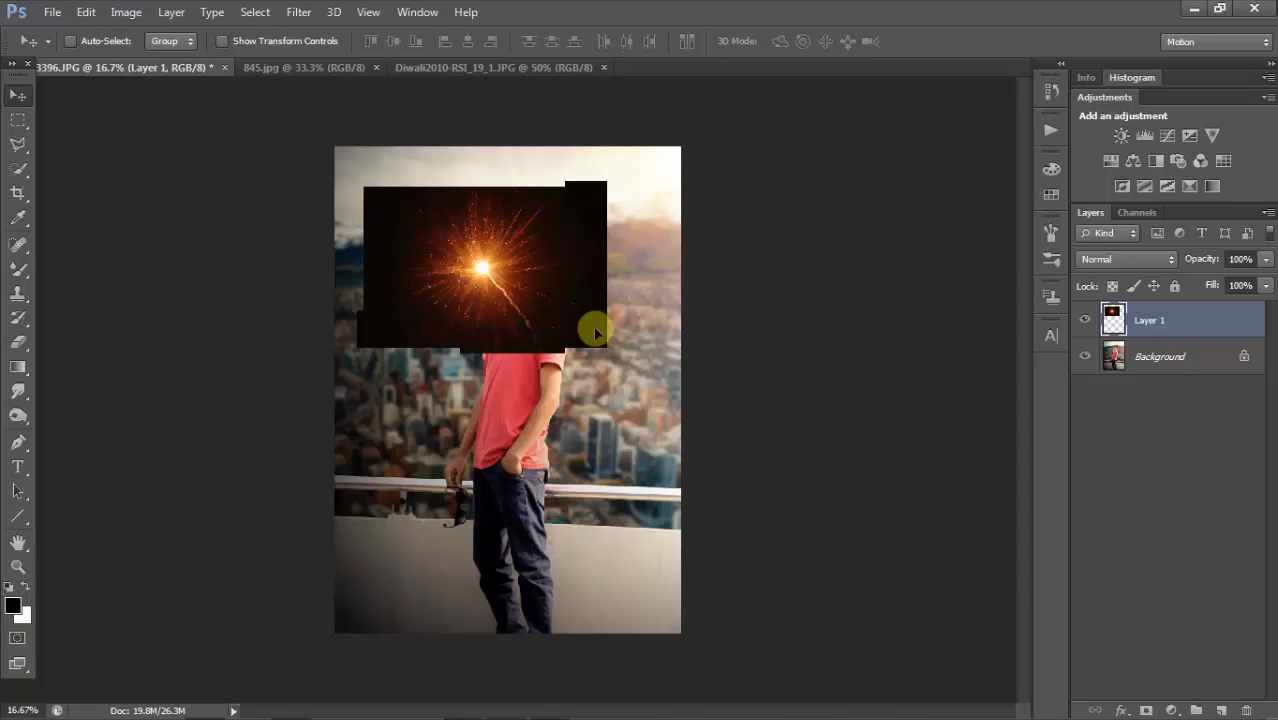 Ps File Edit Image Layer Type Select Filter 3D View Window Help
Auto-Select: Group Show Transform Controls 3D Mode: Motion
3396.JPG @ 16.7% (Layer 1, RGB/8) * × 845.jpg @ 33.3% (RGB/8) × Diwali2010-RSI_19_1.JPG @ 50% (RGB/8) ×
Info Histogram
Adjustments
Add an adjustment
Layers Channels
Kind
Normal Opacity: 100%
Lock: Fill: 100%
Layer 1
Background
16.67% Doc: 19.8M/26.3M